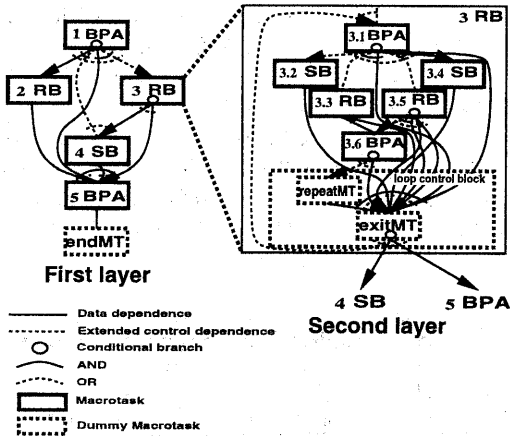 1 BPA
2 RB
3 RB
4 SB
5 BPA
endMT
First layer
3 RB
3.1 BPA
3.2 SB
3.4 SB
3.3 RB
3.5 RB
3.6 BPA
loop control block
repeatMT
exitMT
4 SB
5 BPA
Second layer
Data dependence
Extended control dependence
Conditional branch
AND
OR
Macrotask
Dummy Macrotask